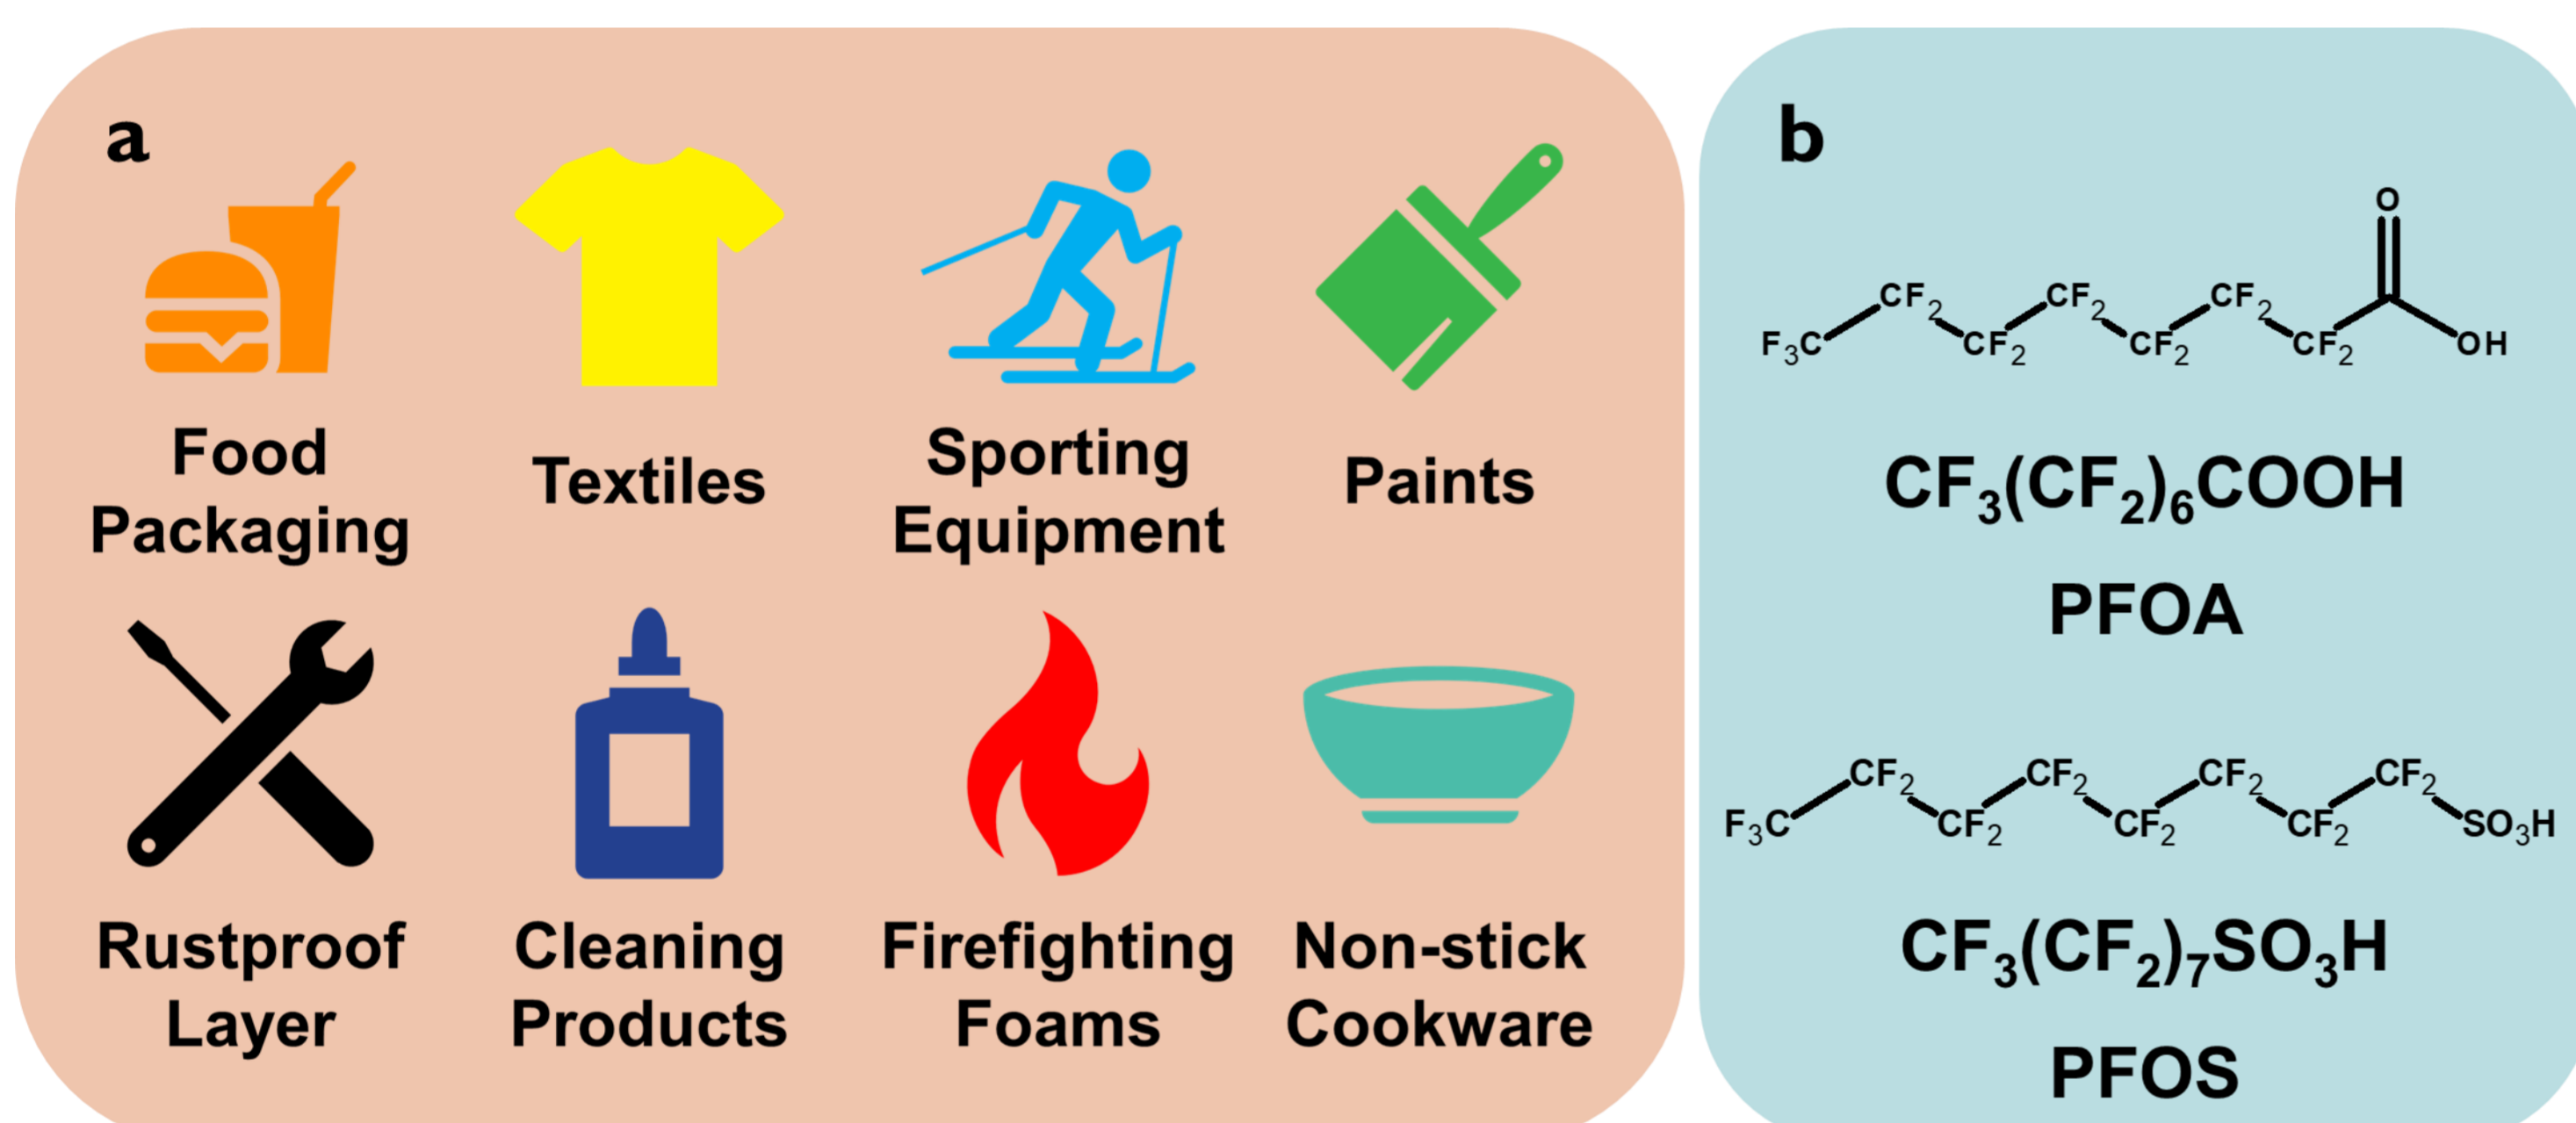 a
Food
Packaging
Textiles
Sporting
Equipment
Paints
Rustproof
Layer
Cleaning
Products
Firefighting
Foams
Non-stick
Cookware
b
O
F₃C CF₂ CF₂ CF₂ CF₂ CF₂ CF₂ OH
CF₃(CF₂)₆COOH
PFOA
F₃C CF₂ CF₂ CF₂ CF₂ CF₂ CF₂ CF₂ SO₃H
CF₃(CF₂)₇SO₃H
PFOS